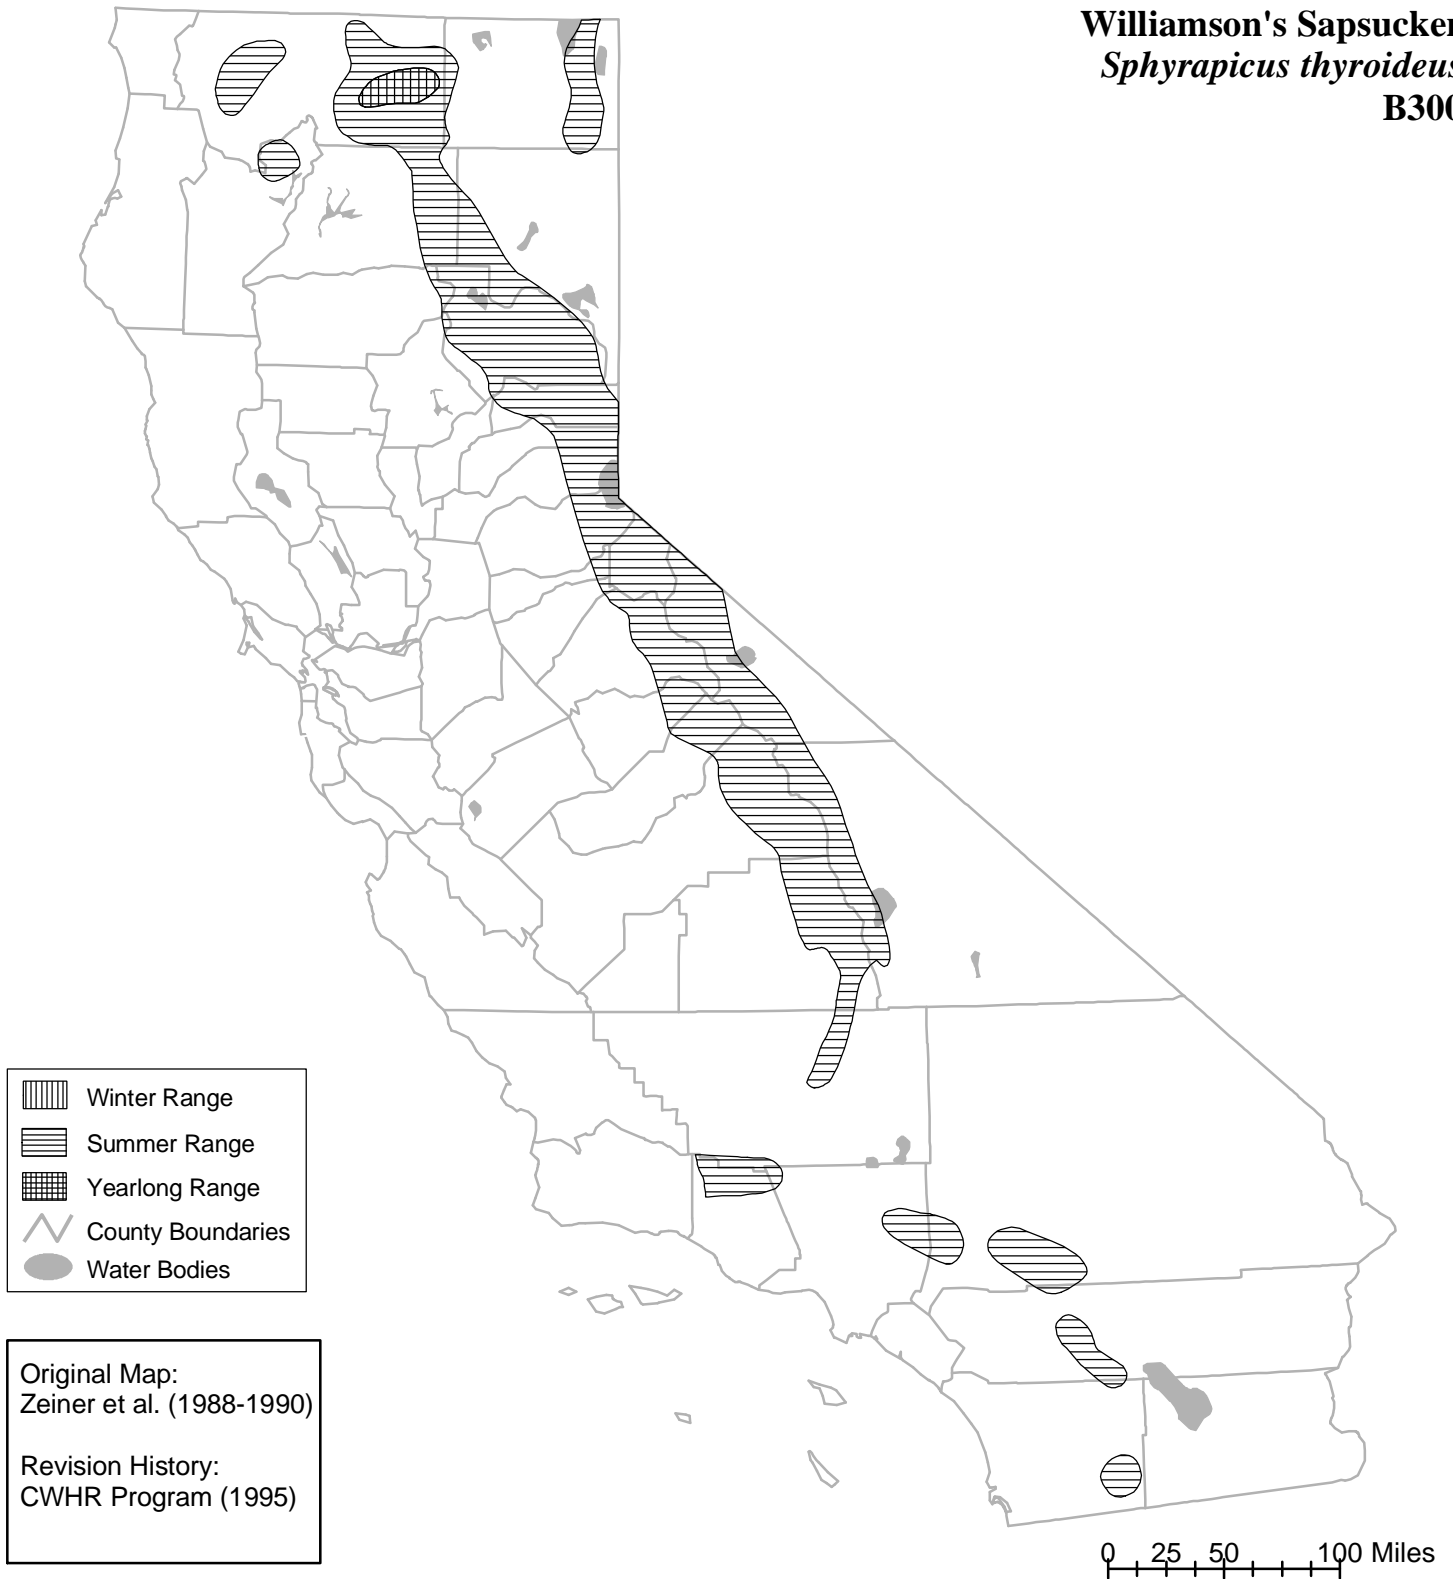 Williamson's Sapsucker
Sphyrapicus thyroideus
B300
Winter Range
Summer Range
Yearlong Range
County Boundaries
Water Bodies
Original Map:
Zeiner et al. (1988-1990)
Revision History:
CWHR Program (1995)
0 25 50 100 Miles